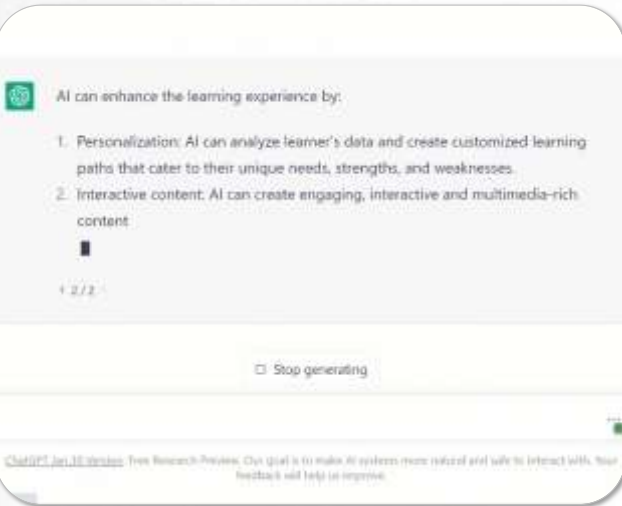 AI can enhance the learning experience by:
1. Personalization: AI can analyze learner's data and create customized learning
paths that cater to their unique needs, strengths, and weaknesses.
2. Interactive content: AI can create engaging, interactive and multimedia-rich
content
< 2 / 2
Stop generating
ChatGPT Jan 30 Version. Free Research Preview. Our goal is to make AI systems more natural and safe to interact with. Your
feedback will help us improve.